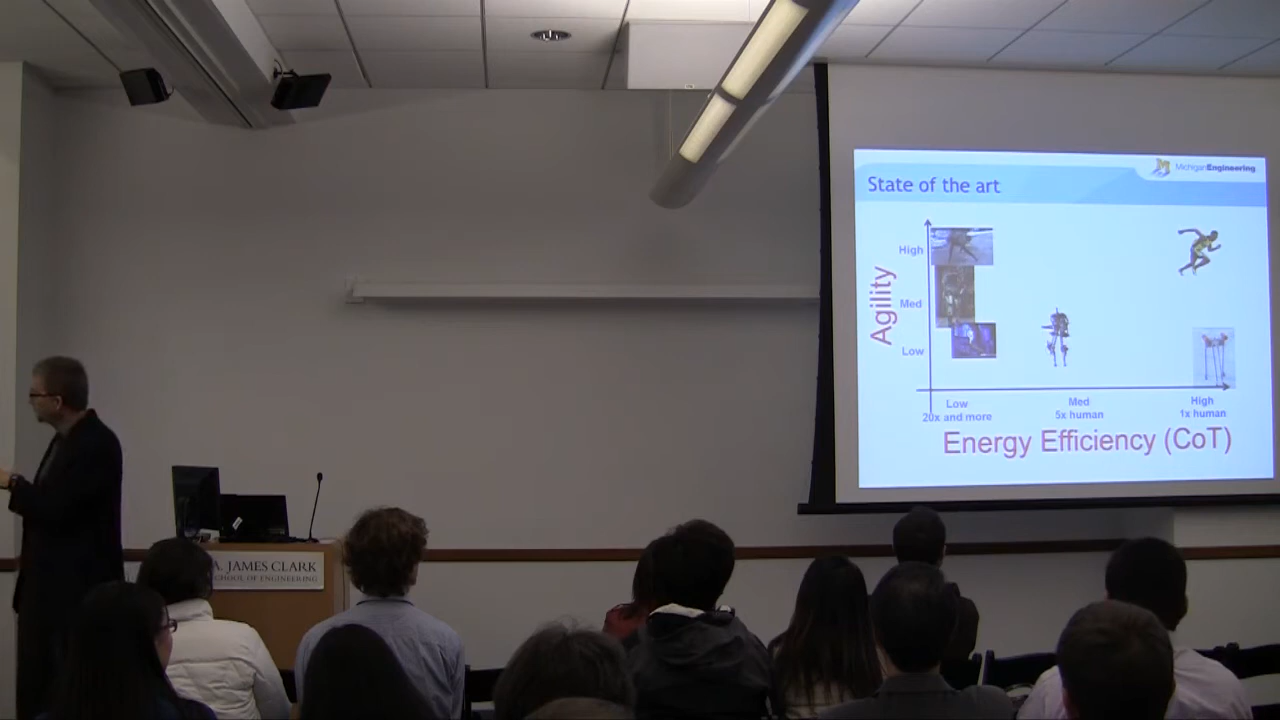 Michigan Engineering
State of the art
High
Agility
Med
Low
Low Med High
20x and more 5x human 1x human
Energy Efficiency (CoT)
A. JAMES CLARK
SCHOOL OF ENGINEERING